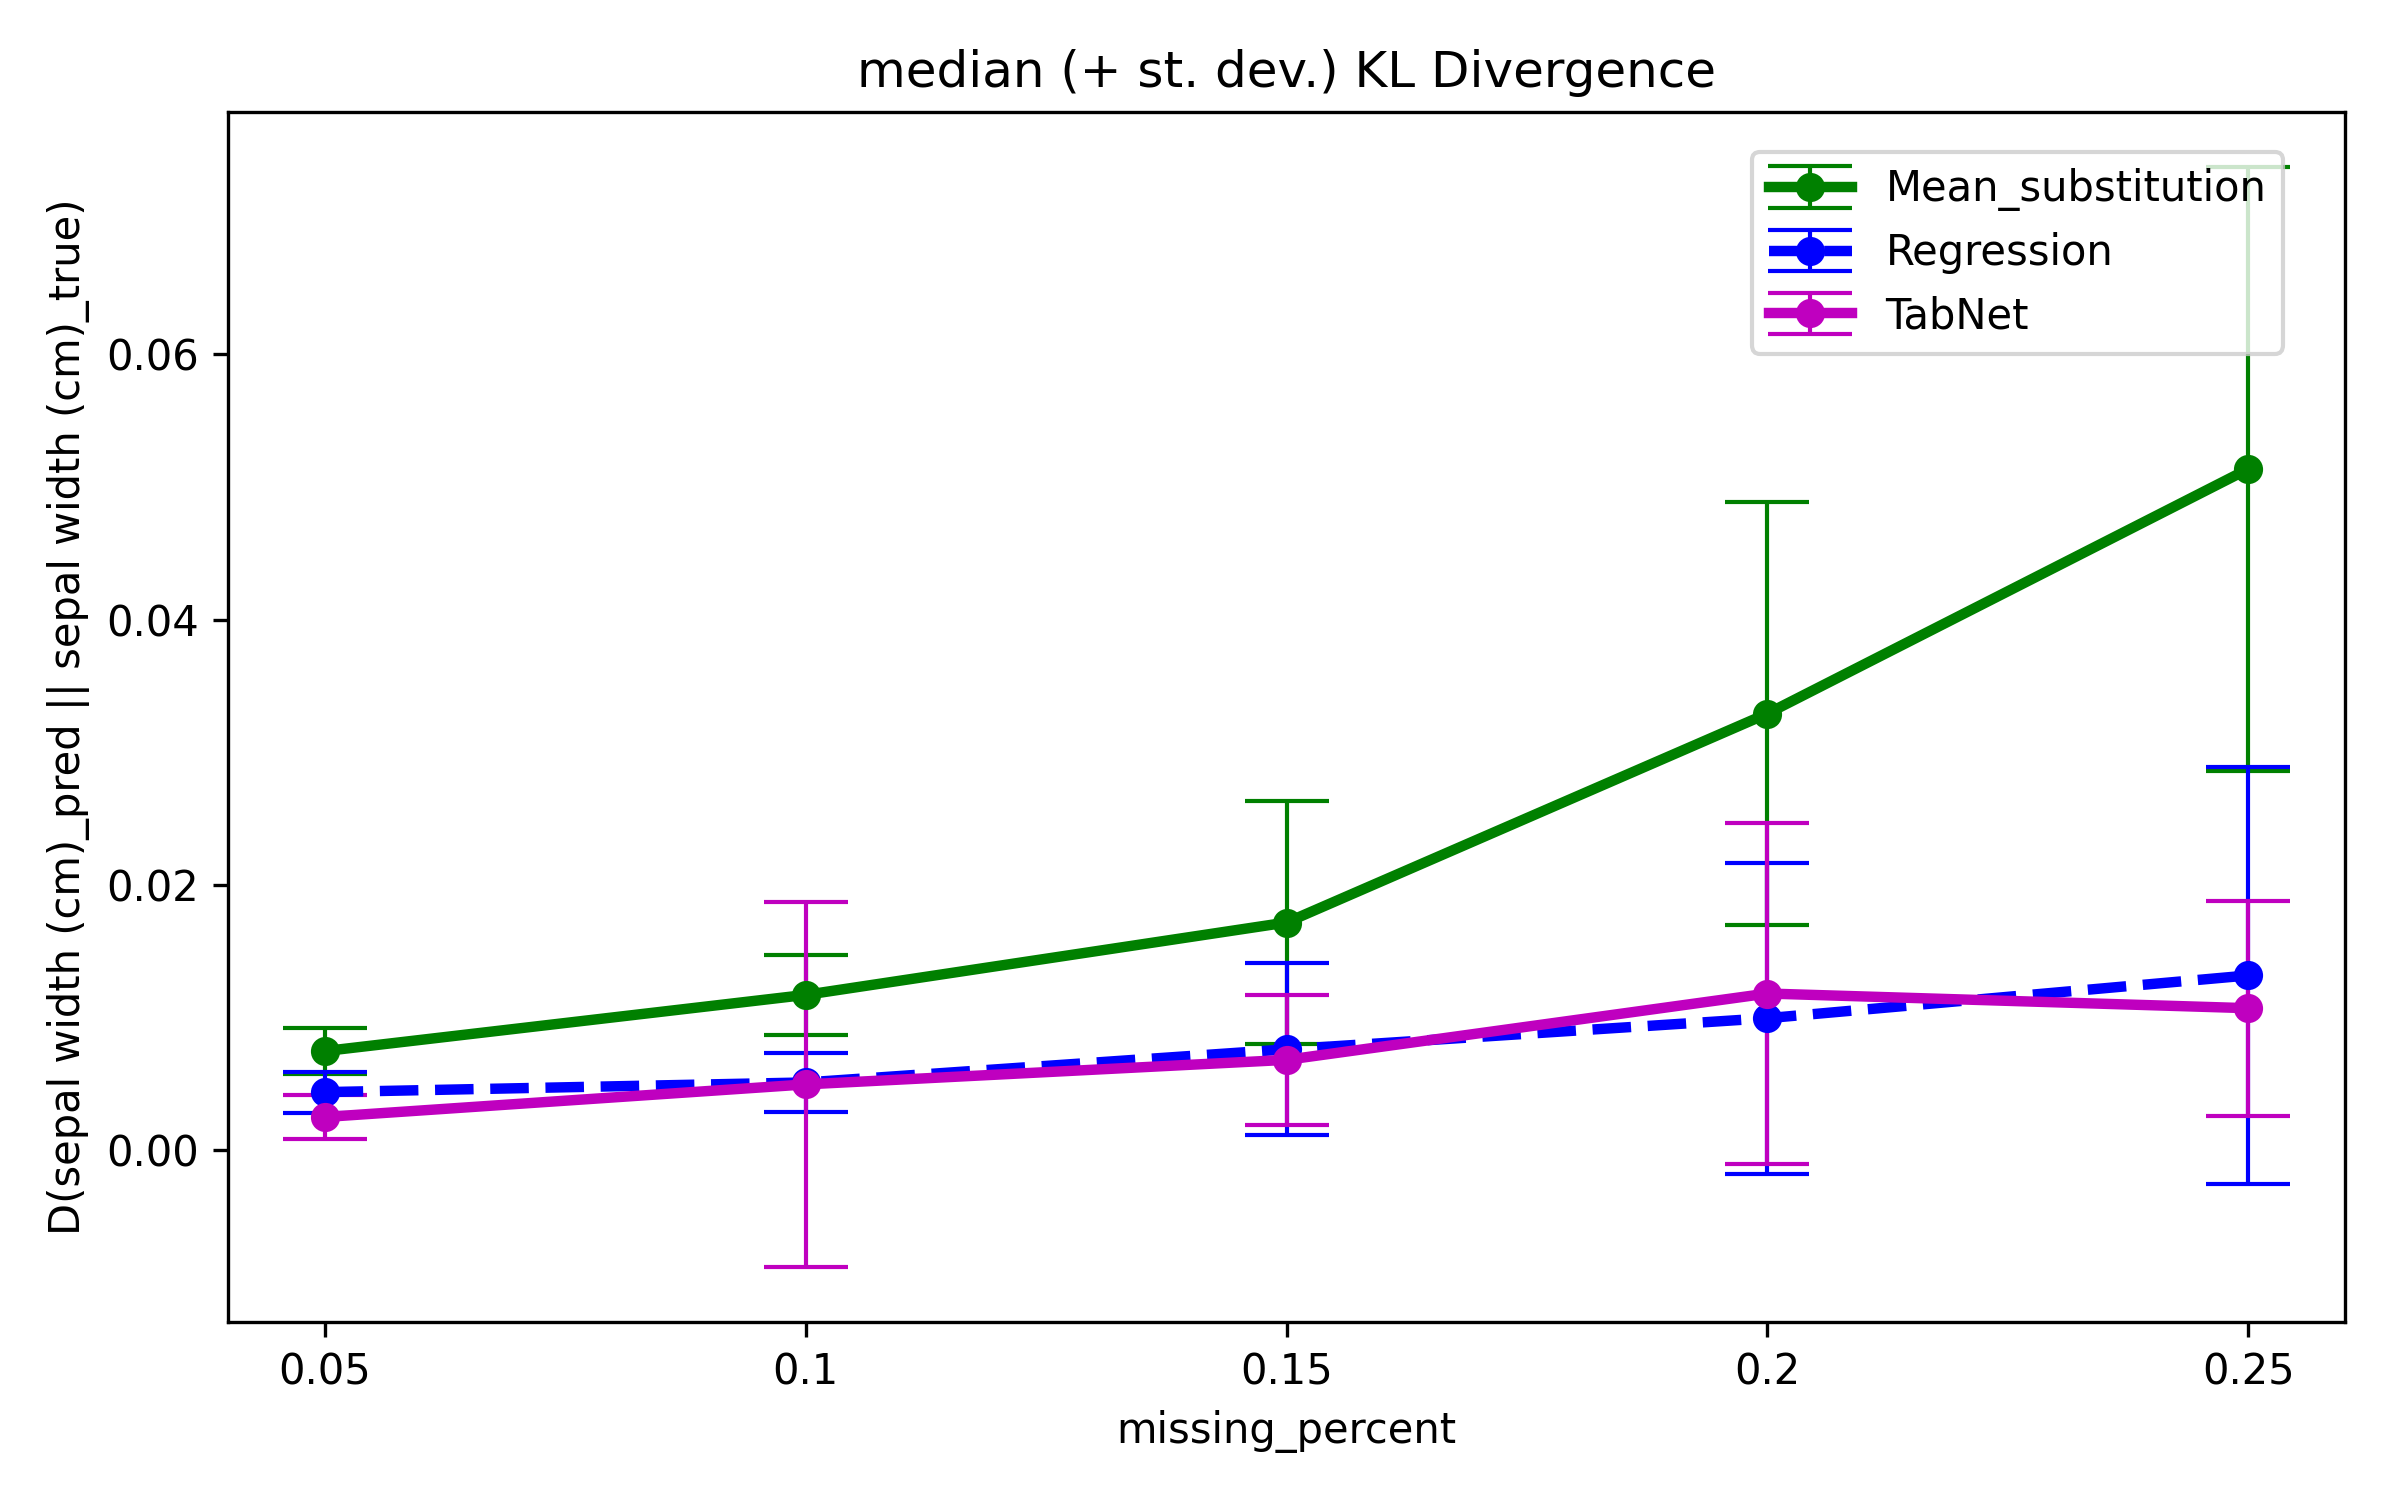 median (+ st. dev.) KL Divergence
Mean_substitution
Regression
TabNet
D(sepal width (cm)_pred || sepal width (cm)_true)
0.06
0.04
0.02
0.00
0.05 0.1 0.15 0.2 0.25
missing_percent